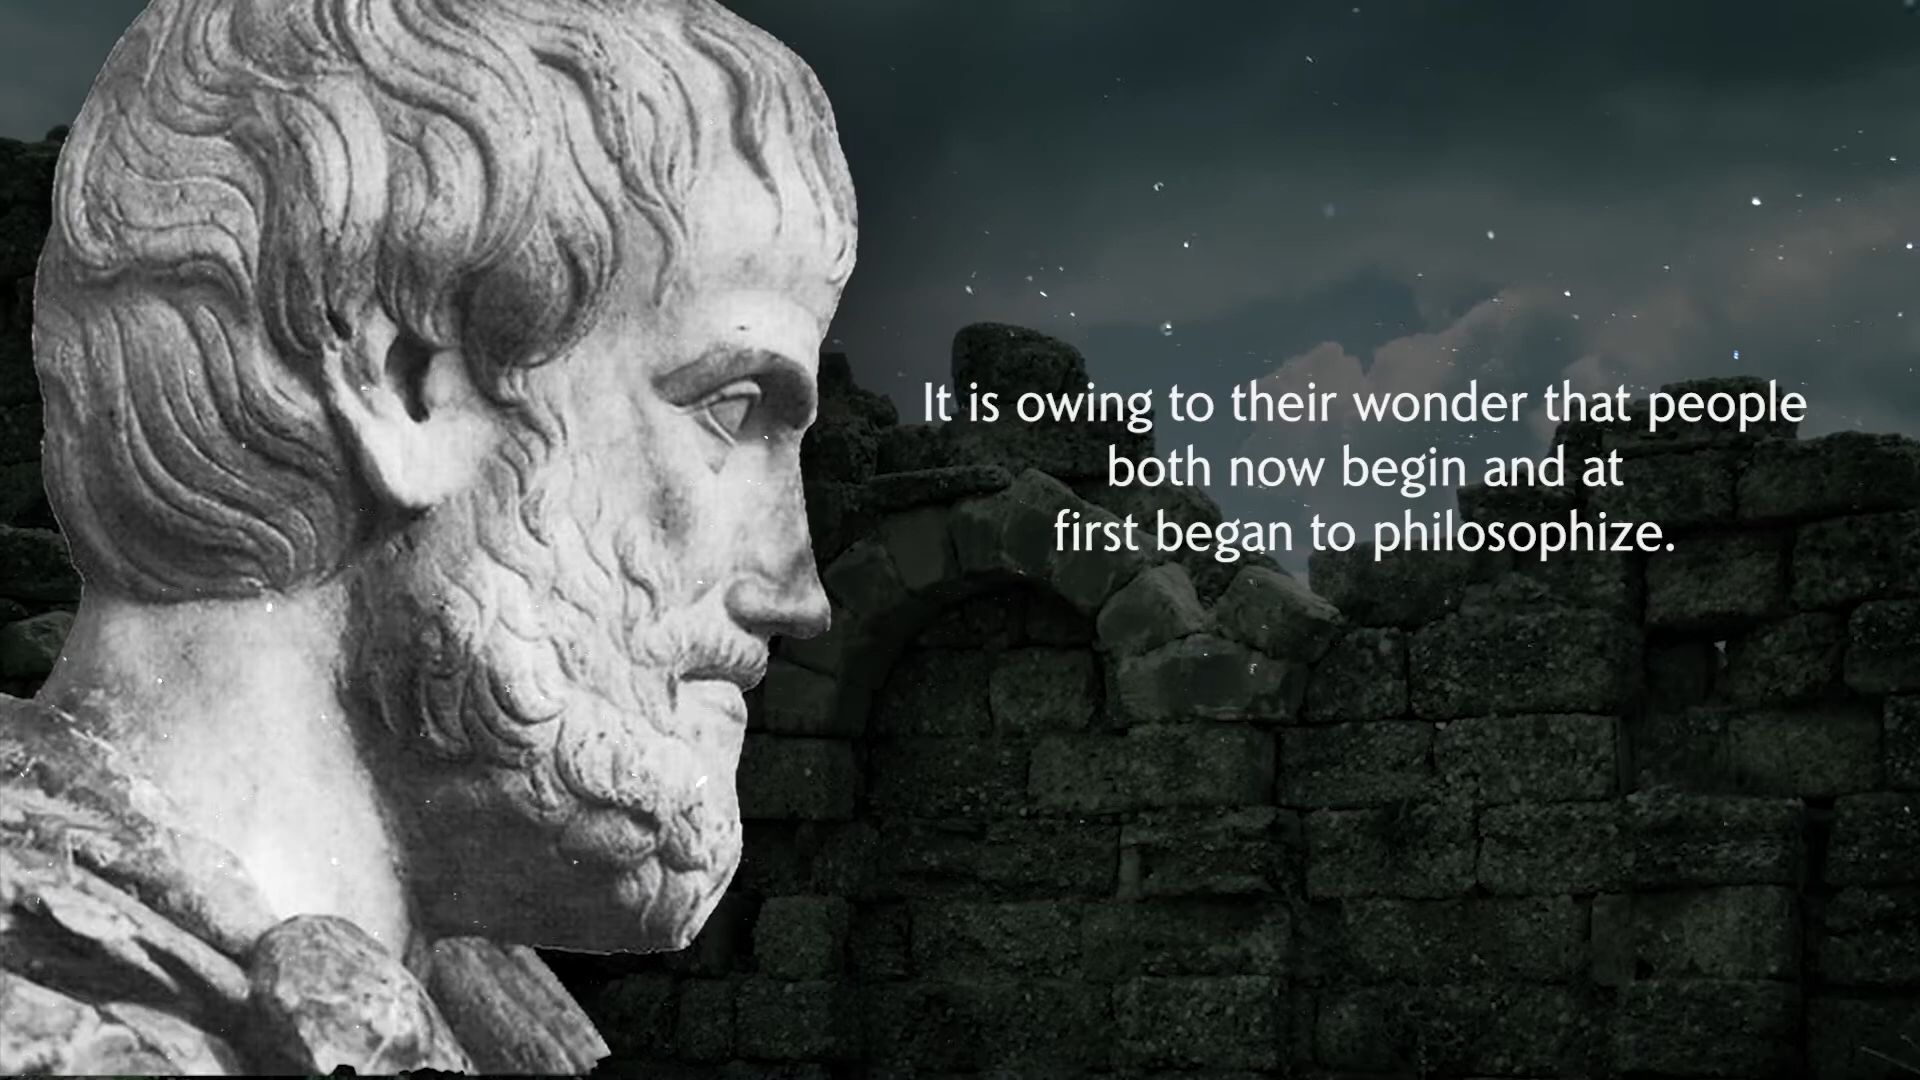 It is owing to their wonder that people
both now begin and at
first began to philosophize.